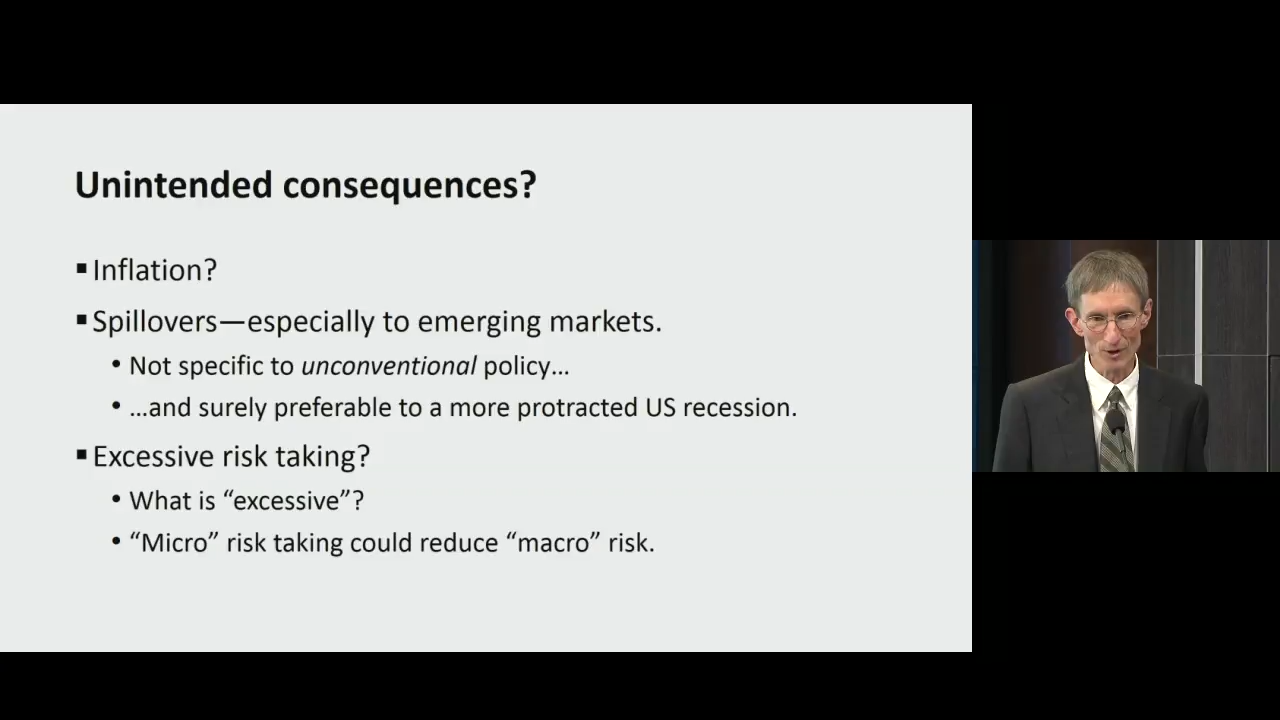 Unintended consequences?
▪Inflation?
▪Spillovers—especially to emerging markets.
• Not specific to unconventional policy…
• …and surely preferable to a more protracted US recession.
▪Excessive risk taking?
• What is “excessive”?
• “Micro” risk taking could reduce “macro” risk.